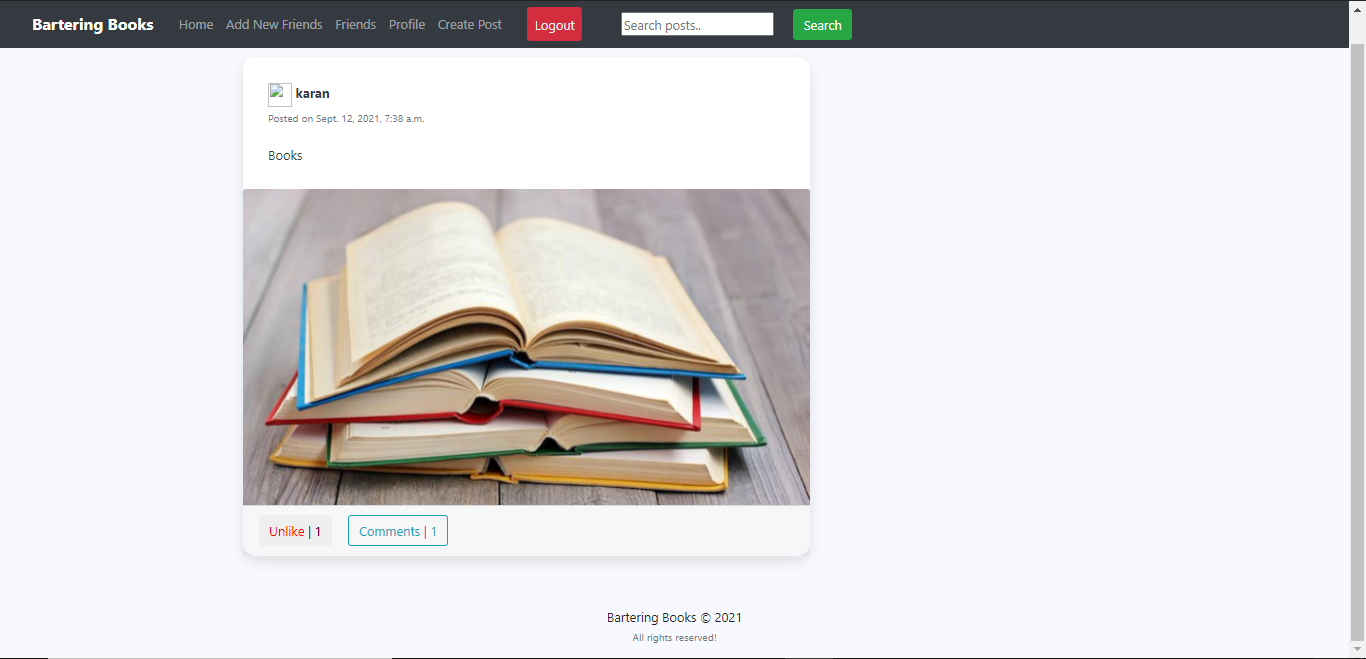 Bartering Books Home Add New Friends Friends Profile Create Post Logout Search posts.. Search
karan
Posted on Sept. 12, 2021, 7:38 a.m.
Books
Unlike | 1 Comments | 1
Bartering Books © 2021
All rights reserved!